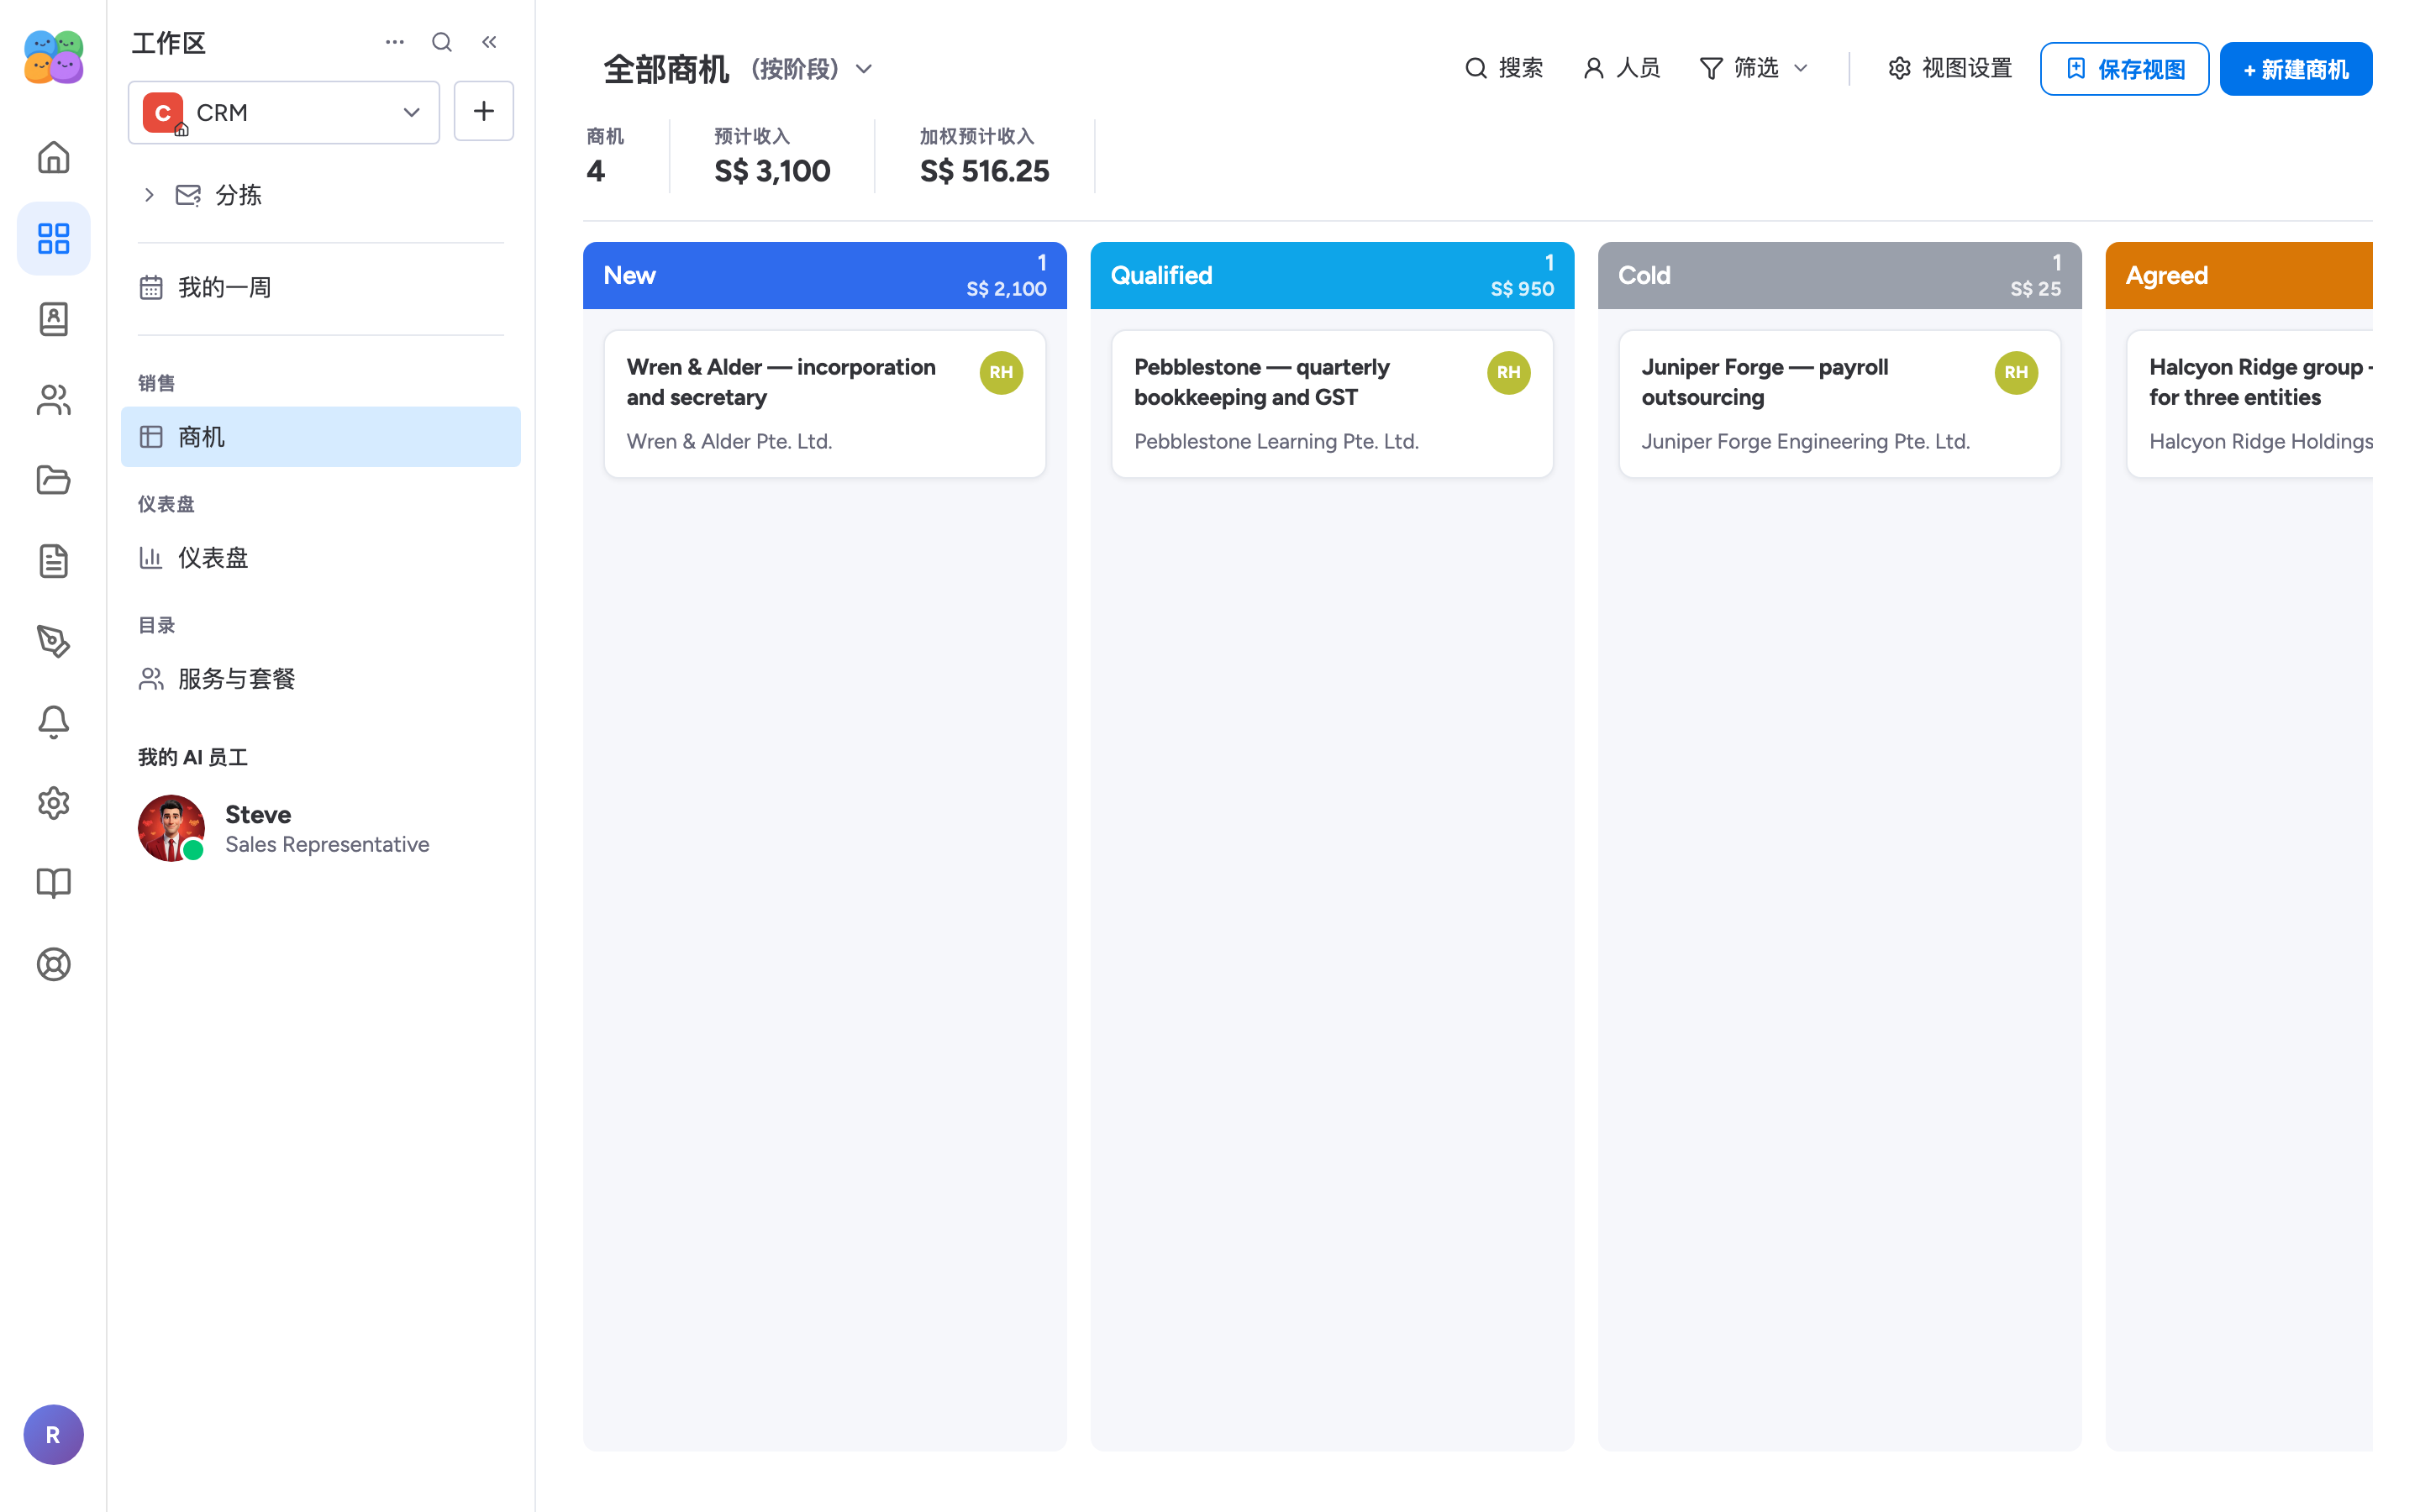 工作区
C CRM
分拣
我的一周
销售
商机
仪表盘
仪表盘
目录
服务与套餐
我的 AI 员工
Steve
Sales Representative
R
全部商机 (按阶段)
搜索
人员
筛选
视图设置
保存视图
+ 新建商机
商机
4
预计收入
S$ 3,100
加权预计收入
S$ 516.25
New
1
S$ 2,100
Wren & Alder — incorporation
and secretary
RH
Wren & Alder Pte. Ltd.
Qualified
1
S$ 950
Pebblestone — quarterly
bookkeeping and GST
RH
Pebblestone Learning Pte. Ltd.
Cold
1
S$ 25
Juniper Forge — payroll
outsourcing
RH
Juniper Forge Engineering Pte. Ltd.
Agreed
Halcyon Ridge group -
for three entities
Halcyon Ridge Holdings